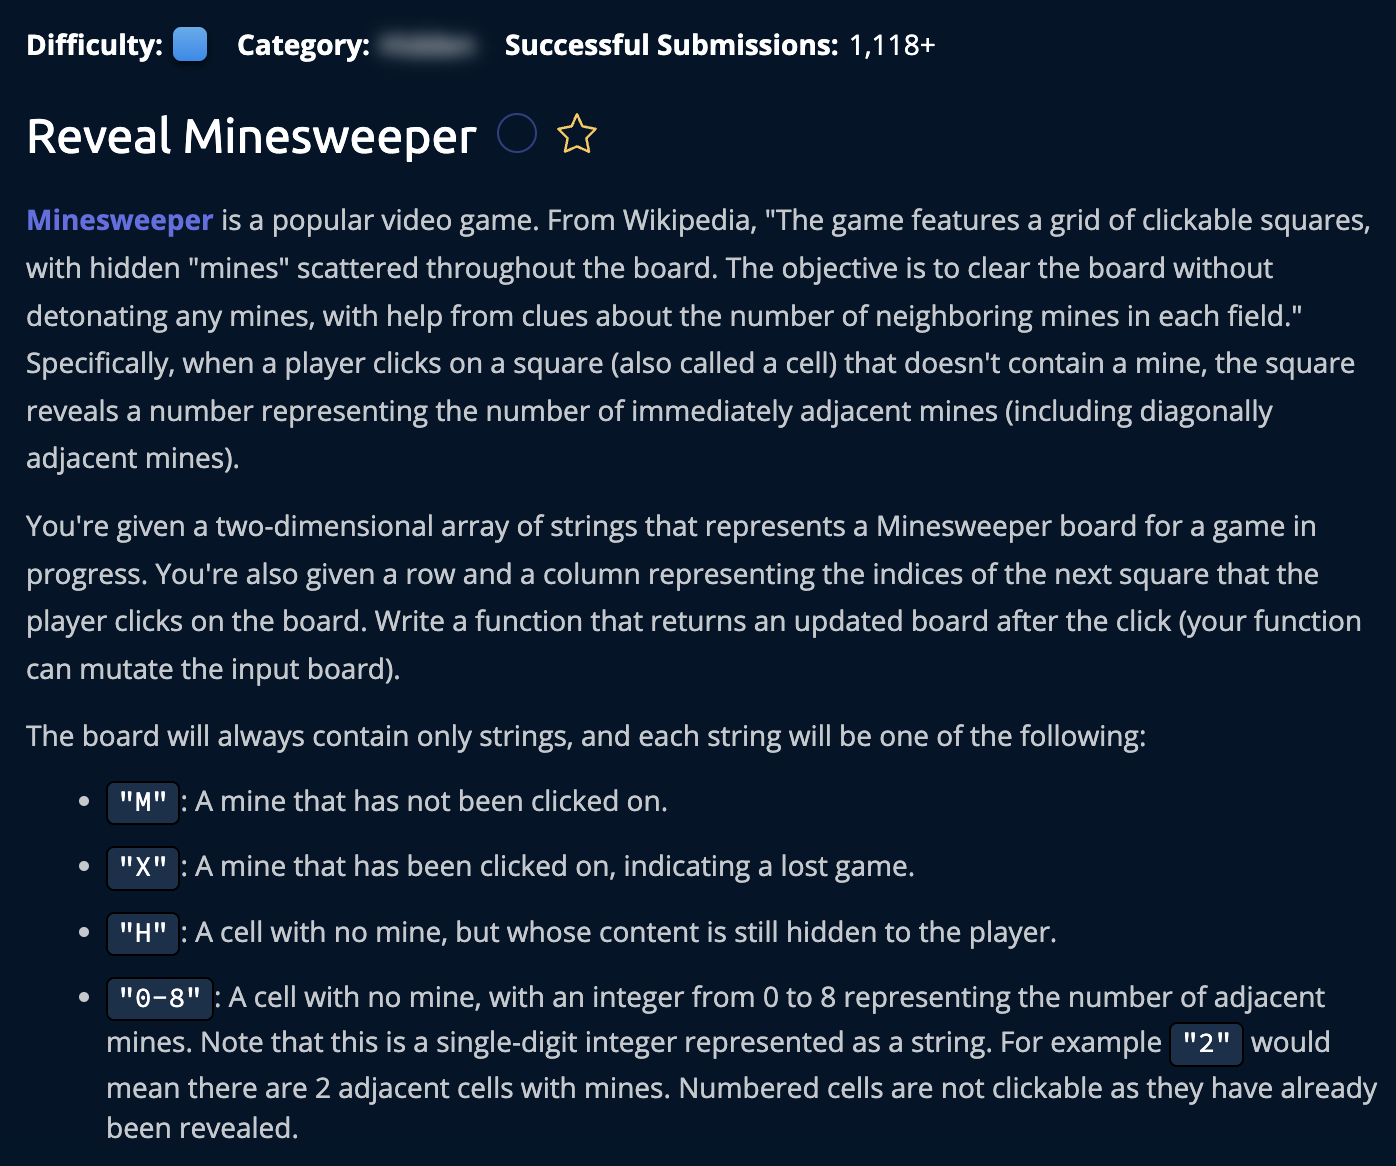 Difficulty: Category: Successful Submissions: 1,118+
Reveal Minesweeper
Minesweeper is a popular video game. From Wikipedia, "The game features a grid of clickable squares,
with hidden "mines" scattered throughout the board. The objective is to clear the board without
detonating any mines, with help from clues about the number of neighboring mines in each field."
Specifically, when a player clicks on a square (also called a cell) that doesn't contain a mine, the square
reveals a number representing the number of immediately adjacent mines (including diagonally
adjacent mines).
You're given a two-dimensional array of strings that represents a Minesweeper board for a game in
progress. You're also given a row and a column representing the indices of the next square that the
player clicks on the board. Write a function that returns an updated board after the click (your function
can mutate the input board).
The board will always contain only strings, and each string will be one of the following:
• "M": A mine that has not been clicked on.
• "X": A mine that has been clicked on, indicating a lost game.
• "H": A cell with no mine, but whose content is still hidden to the player.
• "0-8": A cell with no mine, with an integer from 0 to 8 representing the number of adjacent
mines. Note that this is a single-digit integer represented as a string. For example "2" would
mean there are 2 adjacent cells with mines. Numbered cells are not clickable as they have already
been revealed.